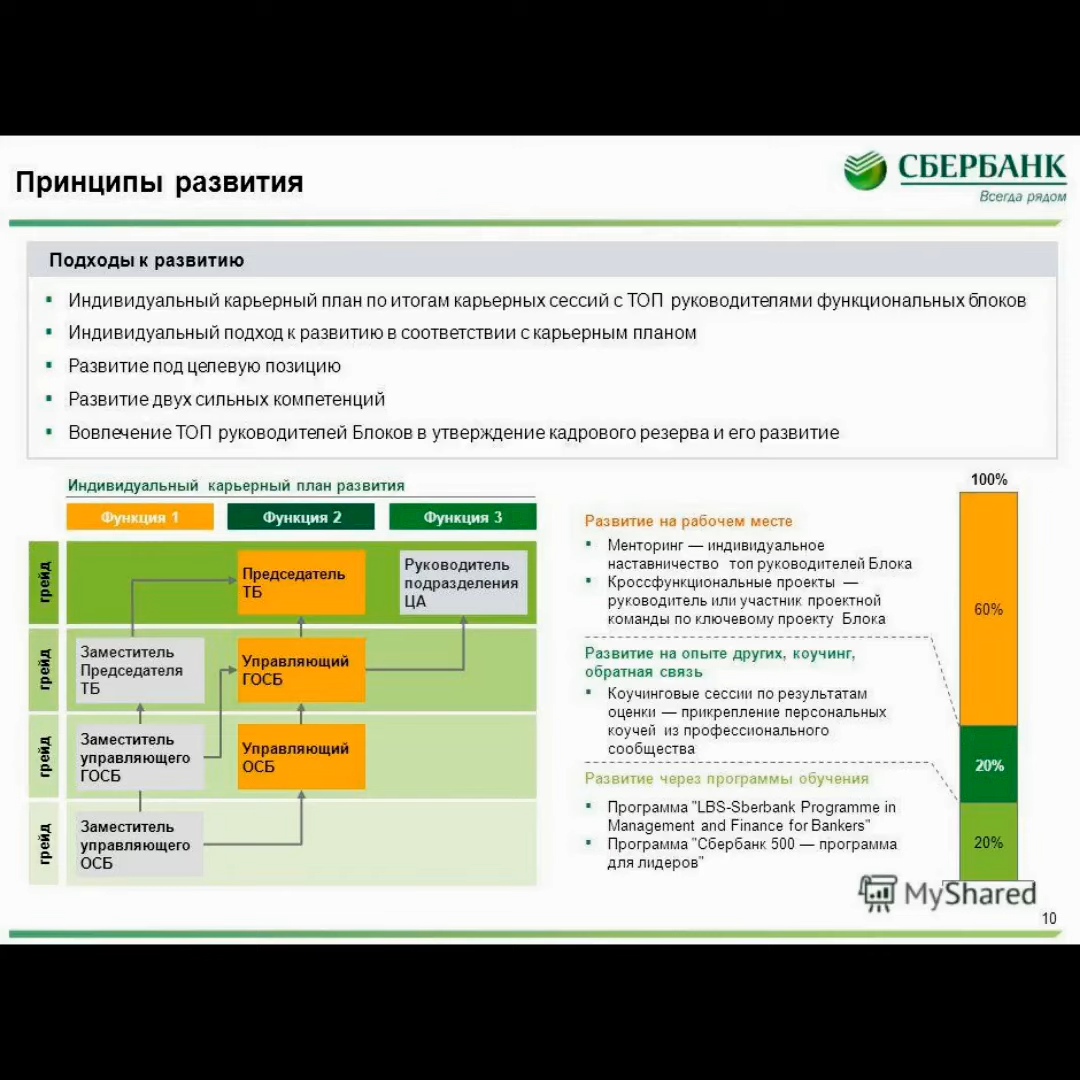 Принципы развития
СБЕРБАНК
Всегда рядом
Подходы к развитию
Индивидуальный карьерный план по итогам карьерных сессий с ТОП руководителями функциональных блоков
Индивидуальный подход к развитию в соответствии с карьерным планом
Развитие под целевую позицию
Развитие двух сильных компетенций
Вовлечение ТОП руководителей Блоков в утверждение кадрового резерва и его развитие
Индивидуальный карьерный план развития
Функция 1
Функция 2
Функция 3
грейд
Председатель
ТБ
Руководитель
подразделения
ЦА
грейд
Заместитель
Председателя
ТБ
Управляющий
ГОСБ
грейд
Заместитель
управляющего
ГОСБ
Управляющий
ОСБ
грейд
Заместитель
управляющего
ОСБ
Развитие на рабочем месте
Менторинг — индивидуальное
наставничество топ руководителей Блока
Кроссфункциональные проекты —
руководитель или участник проектной
команды по ключевому проекту Блока
Развитие на опыте других, коучинг,
обратная связь
Коучинговые сессии по результатам
оценки — прикрепление персональных
коучей из профессионального
сообщества
Развитие через программы обучения
Программа "LBS-Sberbank Programme in
Management and Finance for Bankers"
Программа "Сбербанк 500 — программа
для лидеров"
100%
60%
20%
20%
MyShared
10